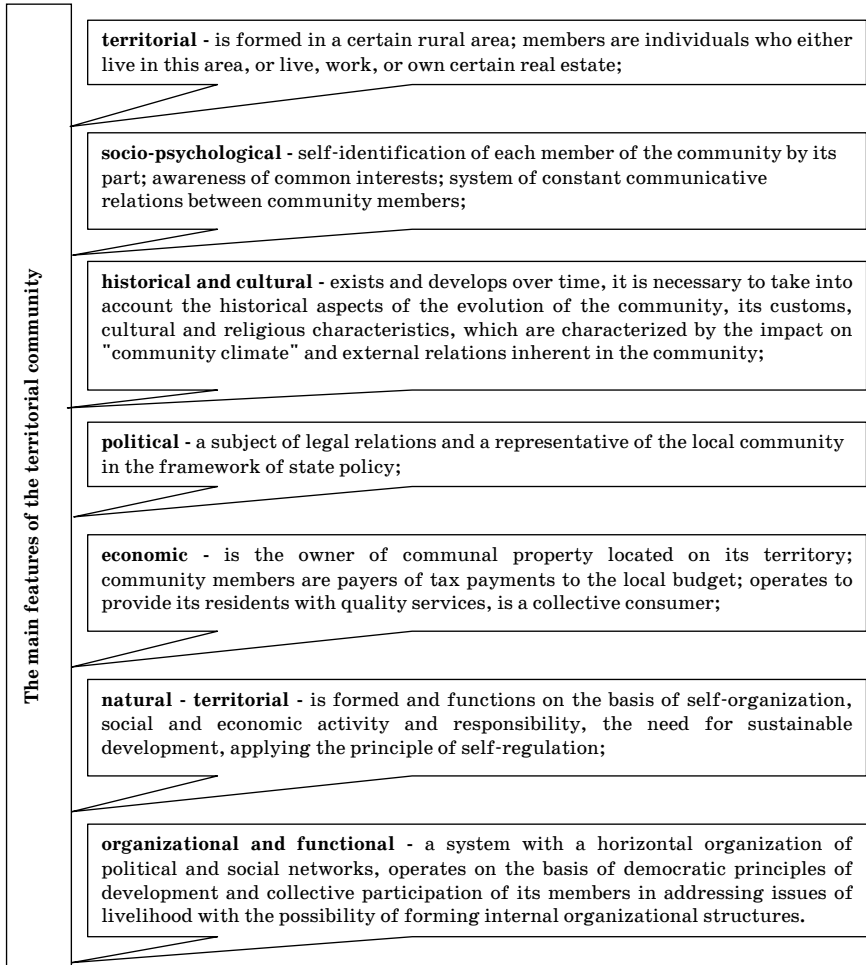 The main features of the territorial community
territorial - is formed in a certain rural area; members are individuals who either
live in this area, or live, work, or own certain real estate;
socio-psychological - self-identification of each member of the community by its
part; awareness of common interests; system of constant communicative
relations between community members;
historical and cultural - exists and develops over time, it is necessary to take into
account the historical aspects of the evolution of the community, its customs,
cultural and religious characteristics, which are characterized by the impact on
"community climate" and external relations inherent in the community;
political - a subject of legal relations and a representative of the local community
in the framework of state policy;
economic - is the owner of communal property located on its territory;
community members are payers of tax payments to the local budget; operates to
provide its residents with quality services, is a collective consumer;
natural - territorial - is formed and functions on the basis of self-organization,
social and economic activity and responsibility, the need for sustainable
development, applying the principle of self-regulation;
organizational and functional - a system with a horizontal organization of
political and social networks, operates on the basis of democratic principles of
development and collective participation of its members in addressing issues of
livelihood with the possibility of forming internal organizational structures.